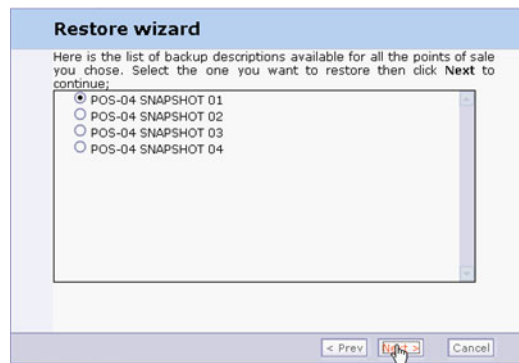 Restore wizard
Here is the list of backup descriptions available for all the points of sale
you chose. Select the one you want to restore then click Next to
continue;
POS-04 SNAPSHOT 01
POS-04 SNAPSHOT 02
POS-04 SNAPSHOT 03
POS-04 SNAPSHOT 04
< Prev Next > Cancel